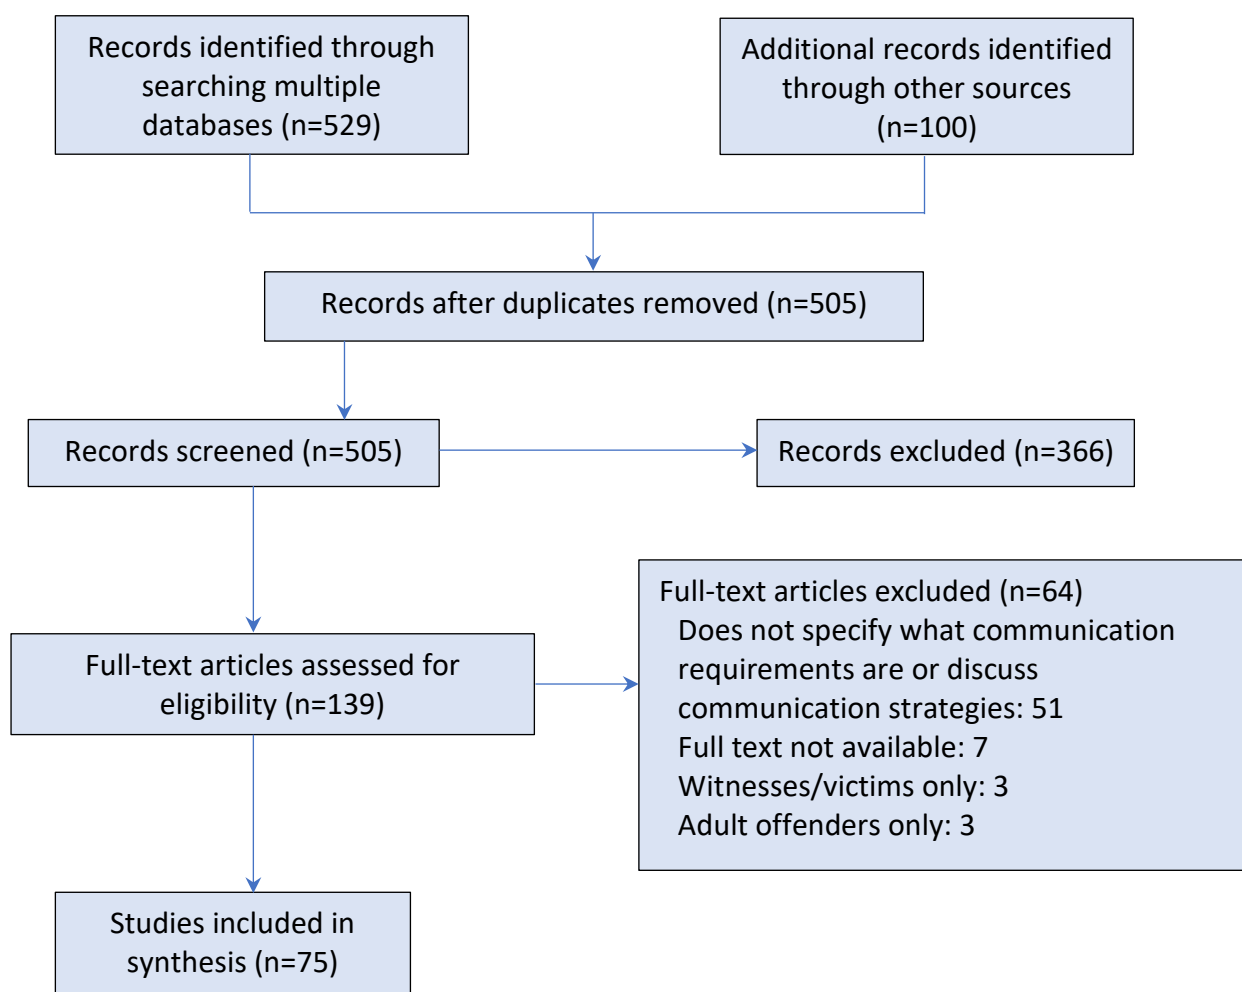 Records identified through
searching multiple
databases (n=529)
Additional records identified
through other sources
(n=100)
Records after duplicates removed (n=505)
Records screened (n=505)
Records excluded (n=366)
Full-text articles assessed for
eligibility (n=139)
Full-text articles excluded (n=64)
Does not specify what communication
requirements are or discuss
communication strategies: 51
Full text not available: 7
Witnesses/victims only: 3
Adult offenders only: 3
Studies included in
synthesis (n=75)